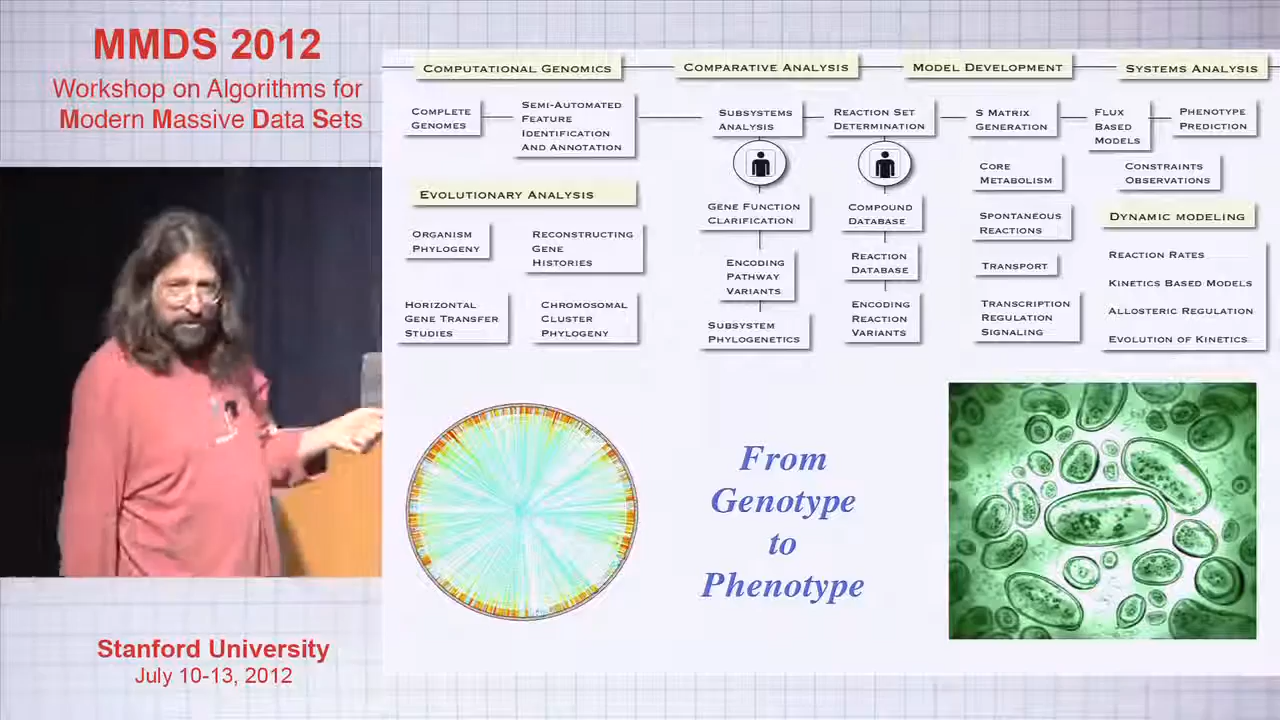 MMDS 2012
Workshop on Algorithms for
Modern Massive Data Sets
COMPUTATIONAL GENOMICS
COMPARATIVE ANALYSIS
MODEL DEVELOPMENT
SYSTEMS ANALYSIS
COMPLETE
GENOMES
SEMI-AUTOMATED
FEATURE
IDENTIFICATION
AND ANNOTATION
SUBSYSTEMS
ANALYSIS
REACTION SET
DETERMINATION
S MATRIX
GENERATION
FLUX
BASED
MODELS
PHENOTYPE
PREDICTION
CORE
METABOLISM
CONSTRAINTS
OBSERVATIONS
EVOLUTIONARY ANALYSIS
GENE FUNCTION
CLARIFICATION
COMPOUND
DATABASE
SPONTANEOUS
REACTIONS
DYNAMIC MODELING
ORGANISM
PHYLOGENY
RECONSTRUCTING
GENE
HISTORIES
ENCODING
PATHWAY
VARIANTS
REACTION
DATABASE
TRANSPORT
REACTION RATES
KINETICS BASED MODELS
HORIZONTAL
GENE TRANSFER
STUDIES
CHROMOSOMAL
CLUSTER
PHYLOGENY
SUBSYSTEM
PHYLOGENETICS
ENCODING
REACTION
VARIANTS
TRANSCRIPTION
REGULATION
SIGNALING
ALLOSTERIC REGULATION
EVOLUTION OF KINETICS
From
Genotype
to
Phenotype
Stanford University
July 10-13, 2012